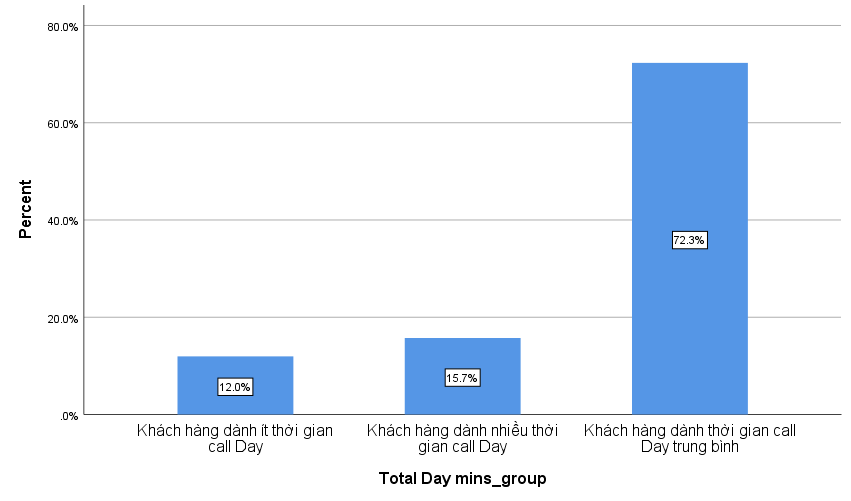 80.0%
60.0%
40.0%
20.0%
.0%
Percent
12.0%
15.7%
72.3%
Khách hàng dành ít thời gian
call Day
Khách hàng dành nhiều thời
gian call Day
Khách hàng dành thời gian call
Day trung bình
Total Day mins_group